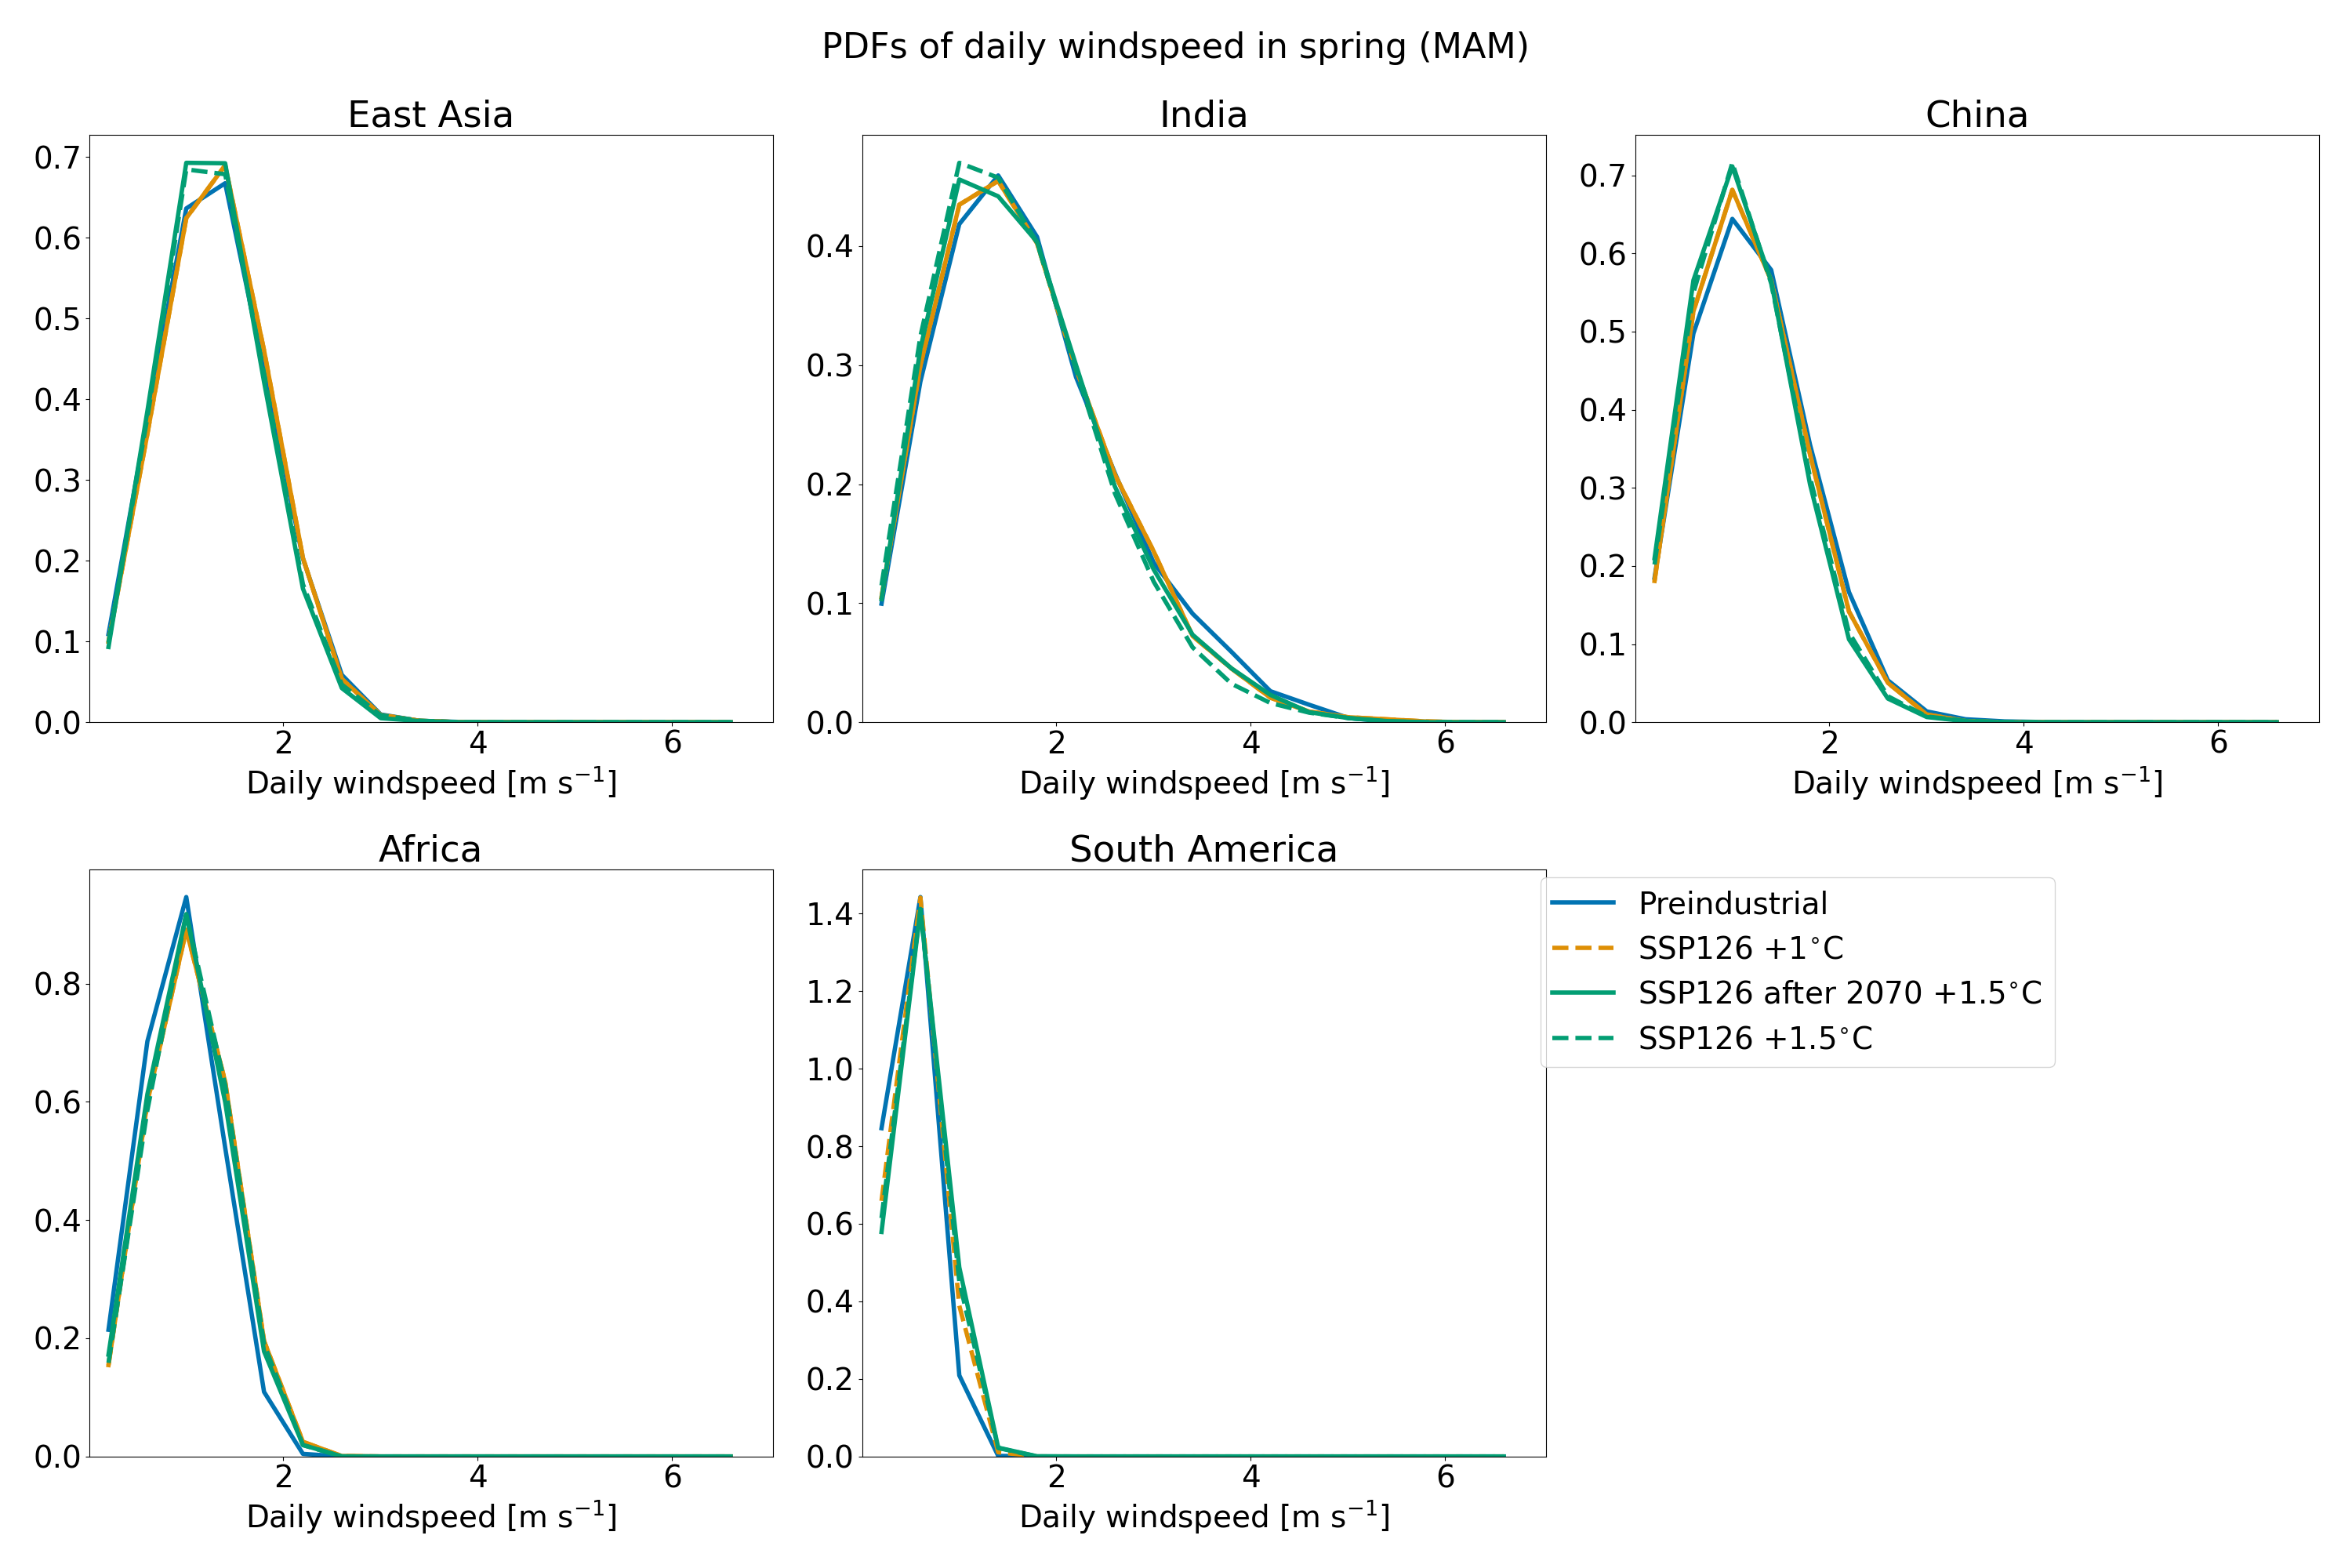 PDFs of daily windspeed in spring (MAM)
East Asia
0.7
0.6
0.5
0.4
0.3
0.2
0.1
0.0
2 4 6
Daily windspeed [m s⁻¹]
India
0.4
0.3
0.2
0.1
0.0
2 4 6
Daily windspeed [m s⁻¹]
China
0.7
0.6
0.5
0.4
0.3
0.2
0.1
0.0
2 4 6
Daily windspeed [m s⁻¹]
Africa
0.8
0.6
0.4
0.2
0.0
2 4 6
Daily windspeed [m s⁻¹]
South America
1.4
1.2
1.0
0.8
0.6
0.4
0.2
0.0
2 4 6
Daily windspeed [m s⁻¹]
Preindustrial
SSP126 +1°C
SSP126 after 2070 +1.5°C
SSP126 +1.5°C